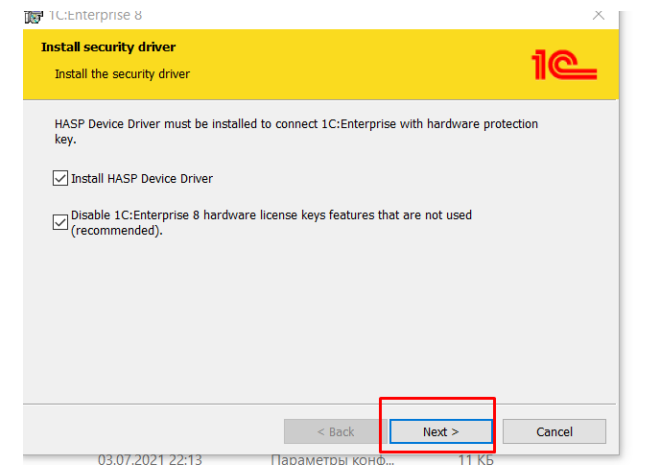 1C:Enterprise 8
Install security driver
Install the security driver
1C
HASP Device Driver must be installed to connect 1C:Enterprise with hardware protection
key.
Install HASP Device Driver
Disable 1C:Enterprise 8 hardware license keys features that are not used
(recommended).
< Back Next > Cancel
03.07.2021 22:13 Параметры конф... 11 КБ